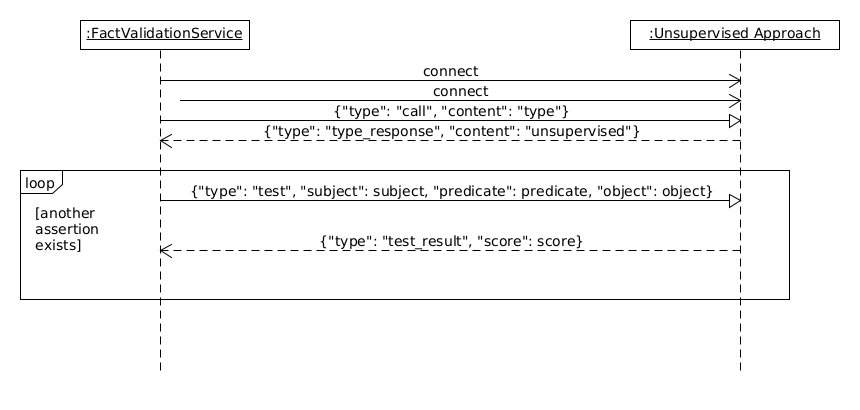 :FactValidationService
:Unsupervised Approach
connect
connect
{"type": "call", "content": "type"}
{"type": "type_response", "content": "unsupervised"}
loop
{"type": "test", "subject": subject, "predicate": predicate, "object": object}
[another
assertion
exists]
{"type": "test_result", "score": score}